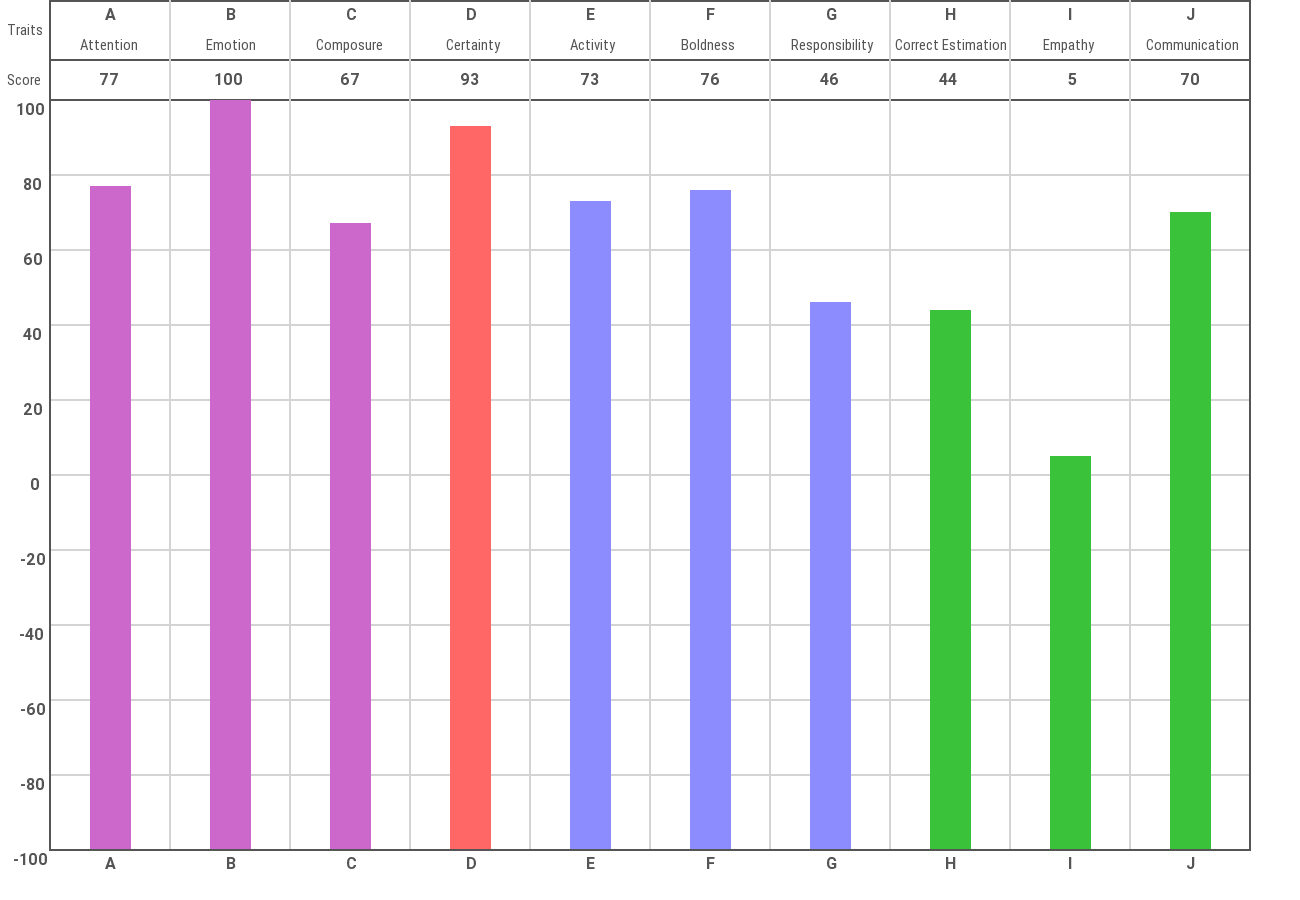 A B C D E F G H I J
Traits
Attention Emotion Composure Certainty Activity Boldness Responsibility Correct Estimation Empathy Communication
Score 77 100 67 93 73 76 46 44 5 70
100
80
60
40
20
0
-20
-40
-60
-80
-100
A B C D E F G H I J